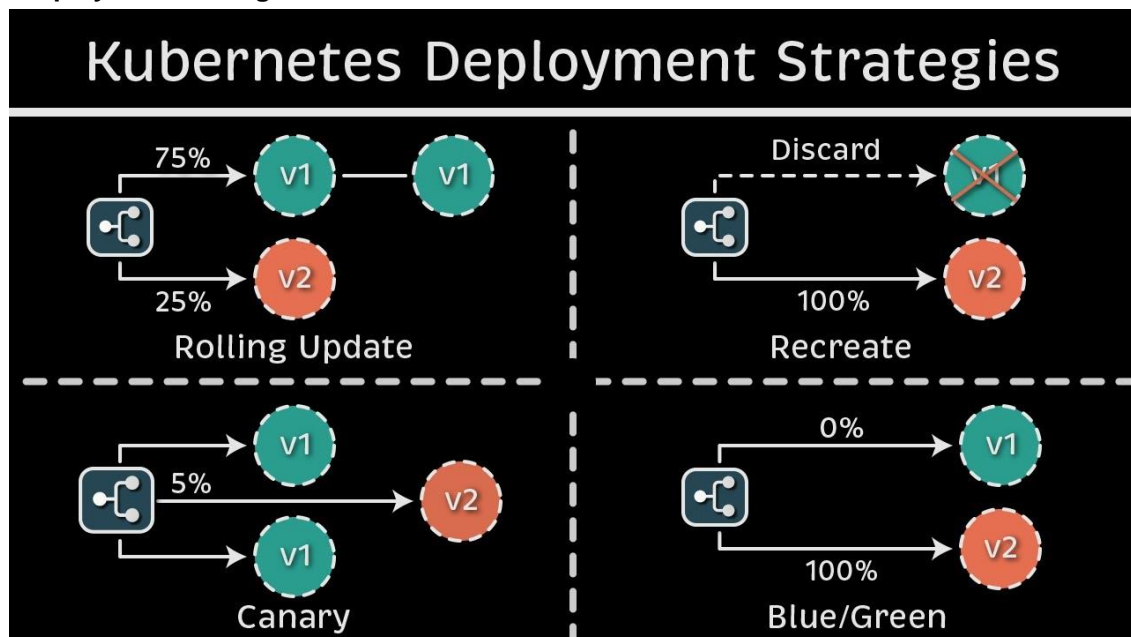 Kubernetes Deployment Strategies
75%
v1
v1
v2
25%
Rolling Update
Discard
v1
v2
100%
Recreate
v1
5%
v2
v1
Canary
0%
v1
v2
100%
Blue/Green